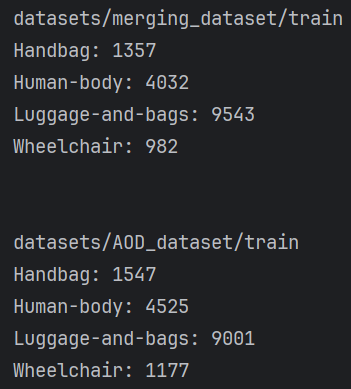 datasets/merging_dataset/train
Handbag: 1357
Human-body: 4032
Luggage-and-bags: 9543
Wheelchair: 982
datasets/AOD_dataset/train
Handbag: 1547
Human-body: 4525
Luggage-and-bags: 9001
Wheelchair: 1177